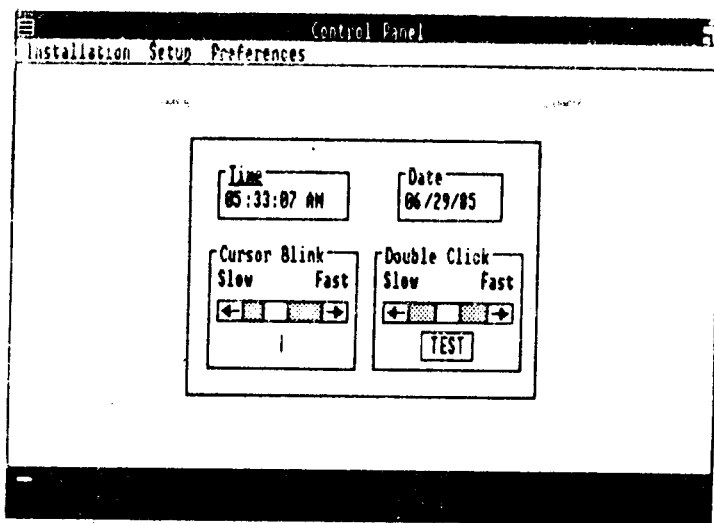 Control Panel
Installation Setup Preferences
Time
05:33:07 AM
Date
06/29/85
Cursor Blink
Slow Fast
Double Click
Slow Fast
TEST